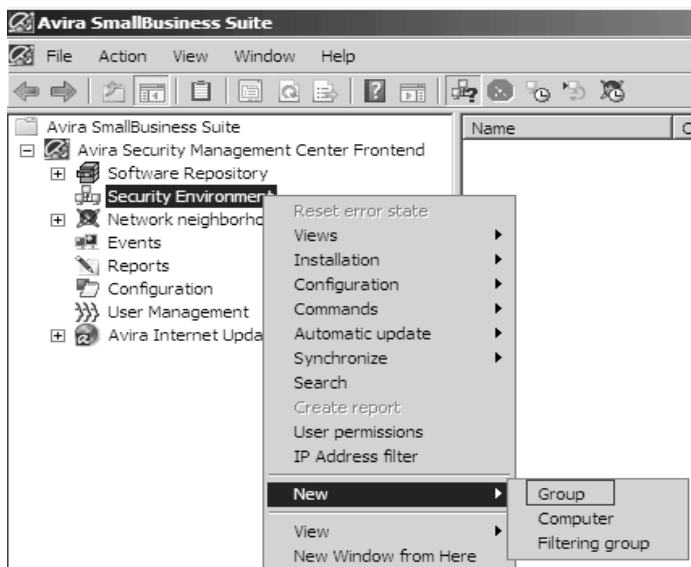 Avira SmallBusiness Suite
File Action View Window Help
Avira SmallBusiness Suite
Name
Avira Security Management Center Frontend
Software Repository
Security Environment
Network neighborho
Events
Reports
Configuration
User Management
Avira Internet Upda
Reset error state
Views
Installation
Configuration
Commands
Automatic update
Synchronize
Search
Create report
User permissions
IP Address filter
New
View
New Window from Here
Group
Computer
Filtering group